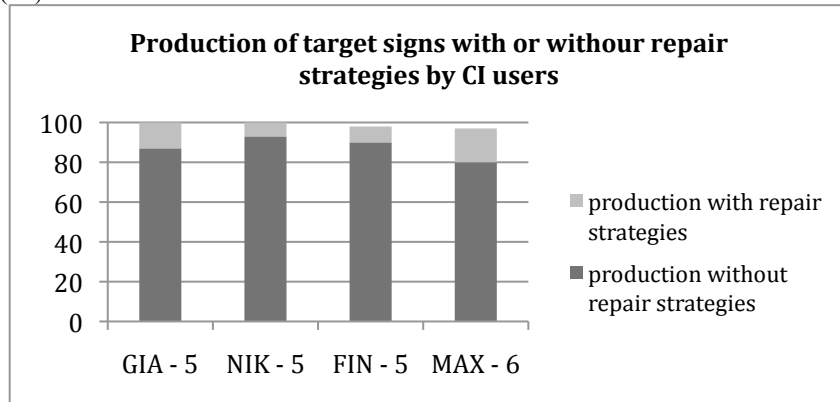 Production of target signs with or withour repair
strategies by CI users
100
80
60
40
20
0
GIA - 5 NIK - 5 FIN - 5 MAX - 6
production with repair
strategies
production without
repair strategies